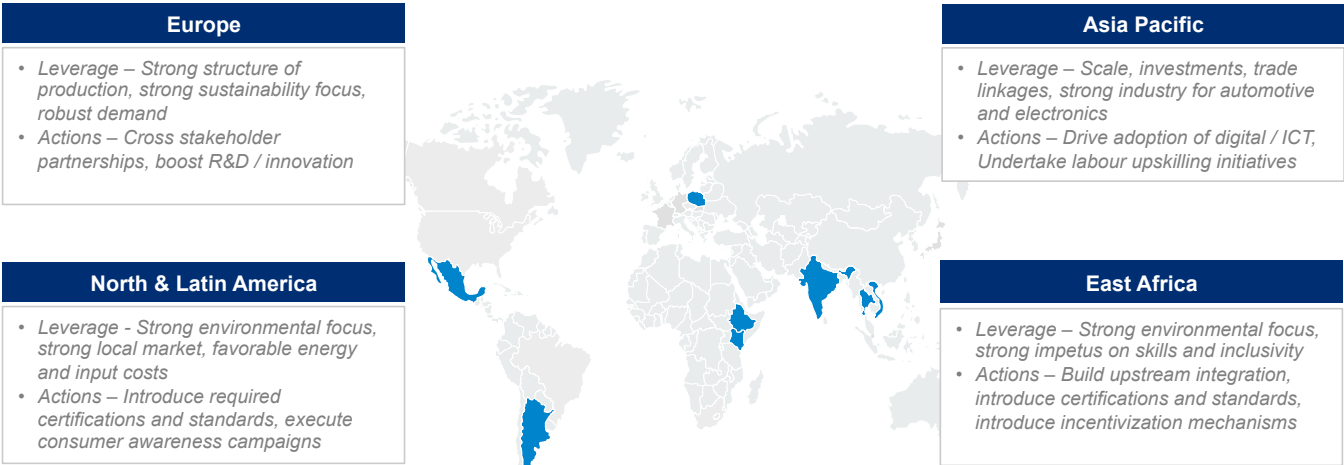 Europe
• Leverage – Strong structure of
production, strong sustainability focus,
robust demand
• Actions – Cross stakeholder
partnerships, boost R&D / innovation
Asia Pacific
• Leverage – Scale, investments, trade
linkages, strong industry for automotive
and electronics
• Actions – Drive adoption of digital / ICT,
Undertake labour upskilling initiatives
North & Latin America
• Leverage - Strong environmental focus,
strong local market, favorable energy
and input costs
• Actions – Introduce required
certifications and standards, execute
consumer awareness campaigns
East Africa
• Leverage – Strong environmental focus,
strong impetus on skills and inclusivity
• Actions – Build upstream integration,
introduce certifications and standards,
introduce incentivization mechanisms